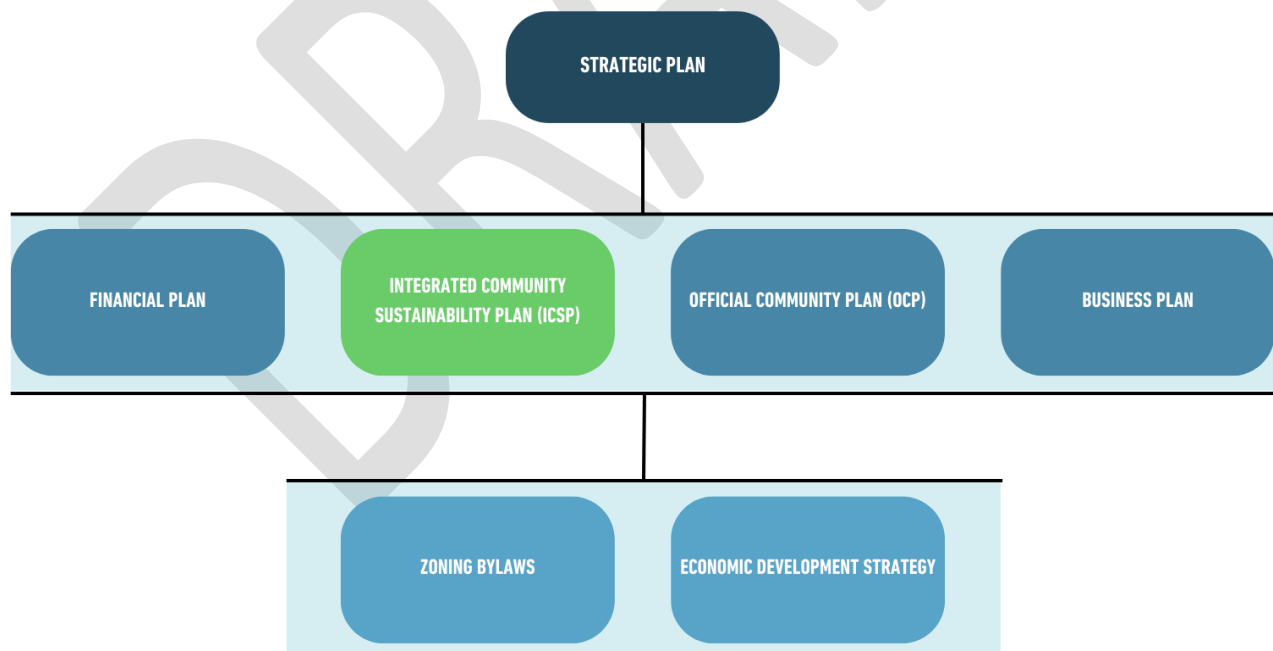 STRATEGIC PLAN
FINANCIAL PLAN
INTEGRATED COMMUNITY
SUSTAINABILITY PLAN (ICSP)
OFFICIAL COMMUNITY PLAN (OCP)
BUSINESS PLAN
ZONING BYLAWS
ECONOMIC DEVELOPMENT STRATEGY